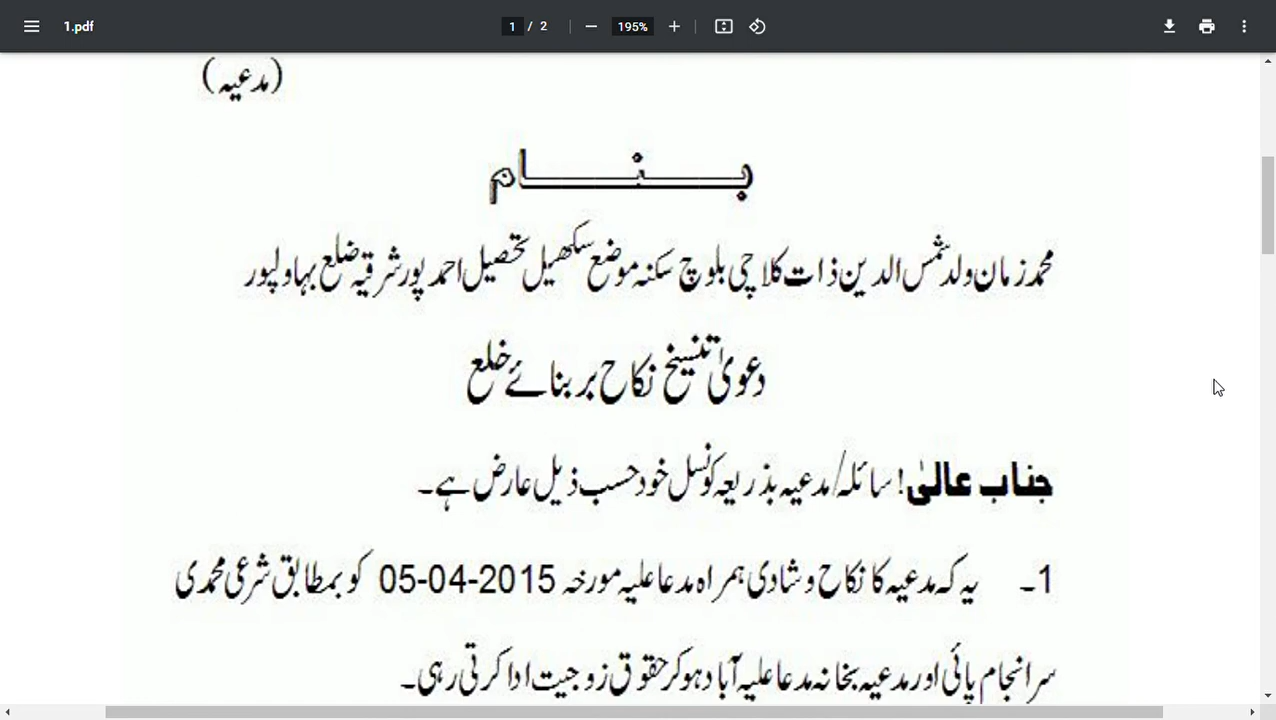 1.pdf
1 / 2
195%
(مدعیہ)
بنام
محمد زمان ولد شمس الدین ذات کلاچی بلوچ سکنہ موضع سکھیل تحصیل احمد پور شرقیہ ضلع بہاولپور
دعویٰ تنسیخ نکاح بر بنائے خلع
جناب عالیٰ! سائلہ/مدعیہ بذریعہ کونسل خود حسب ذیل عارض ہے۔
1۔ یہ کہ مدعیہ کا نکاح و شادی ہمراہ مدعا علیہ مورخہ 05-04-2015 کو بمطابق شرعی محمدی
سرانجام پائی اور مدعیہ بخانہ مدعا علیہ آباد ہو کر حقوق زوجیت ادا کرتی رہی۔